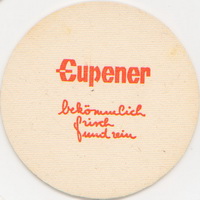 Eupener
bekömmlich
frisch
und rein